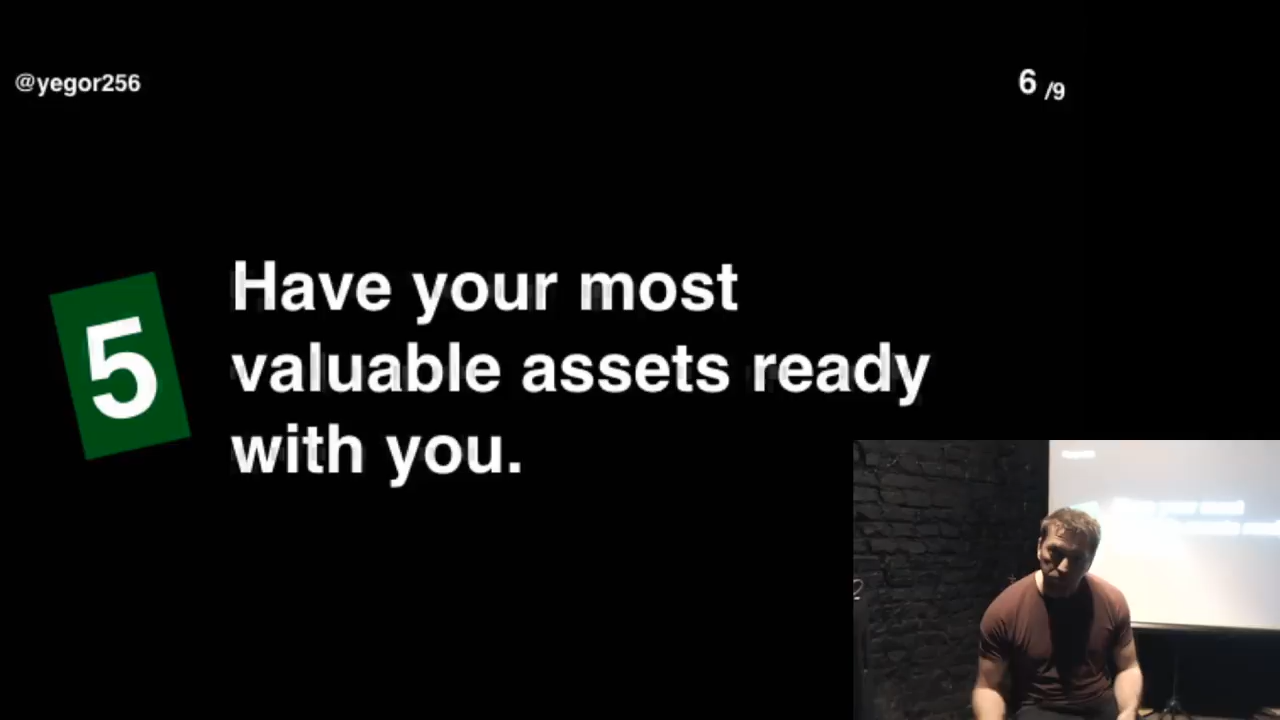 @yegor256
6 /9
5
Have your most
valuable assets ready
with you.